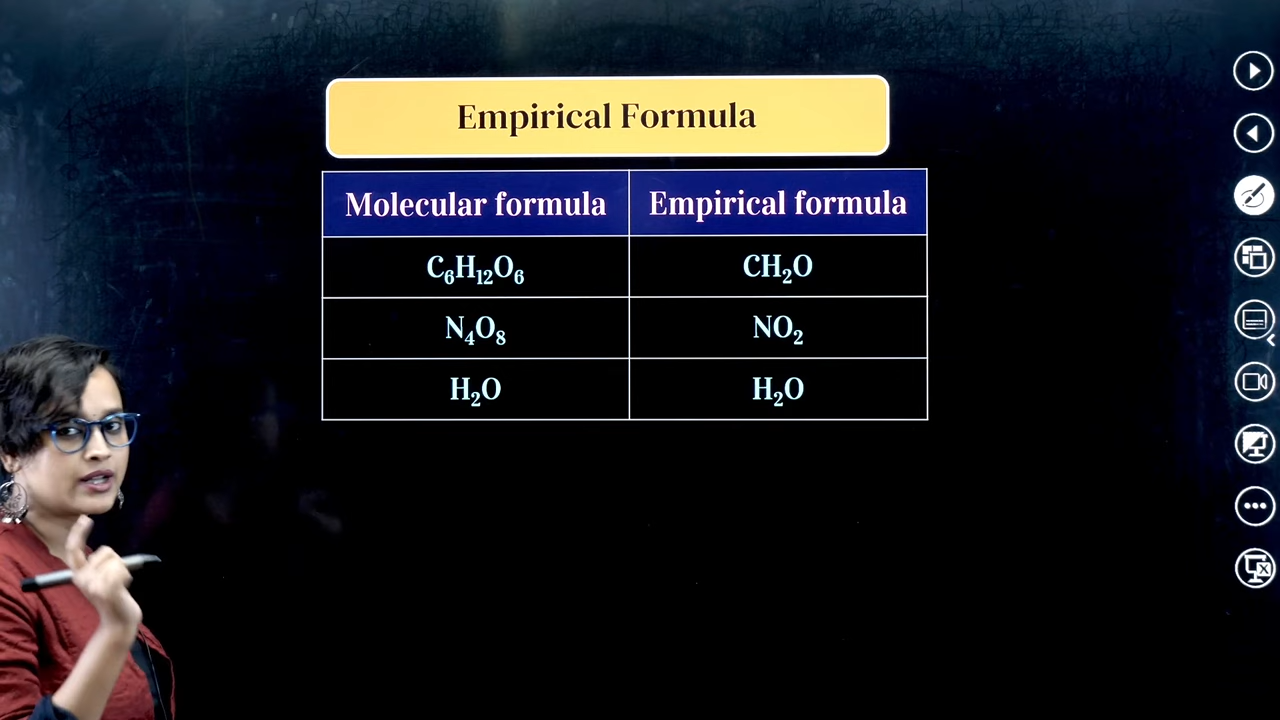 Empirical Formula
Molecular formula Empirical formula
C₆H₁₂O₆ CH₂O
N₄O₈ NO₂
H₂O H₂O